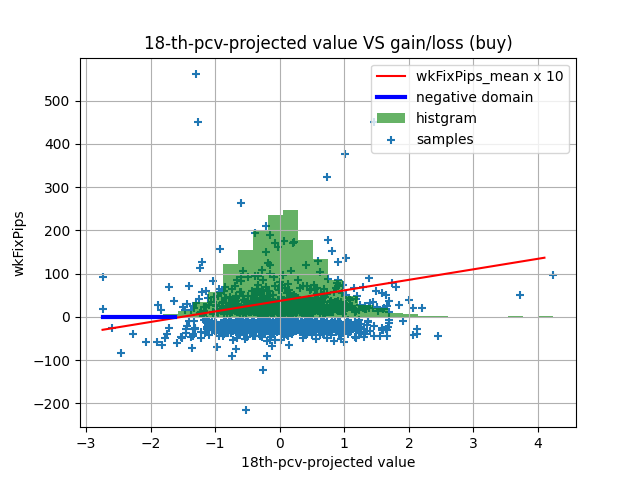 18-th-pcv-projected value VS gain/loss (buy)
wkFixPips_mean x 10
negative domain
histgram
samples
500
400
300
200
100
0
−100
−200
wkFixPips
−3 −2 −1 0 1 2 3 4
18th-pcv-projected value